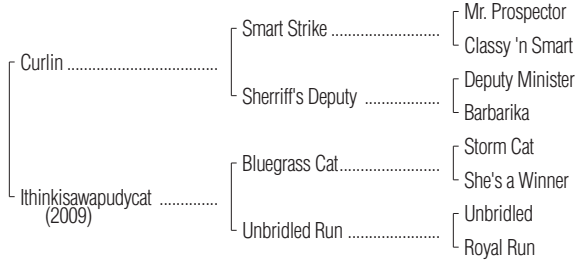 Mr. Prospector
Smart Strike ......................
Classy 'n Smart
Curlin ..............................
Deputy Minister
Sherriff's Deputy ...............
Barbarika
Storm Cat
Bluegrass Cat....................
She's a Winner
Ithinkisawapudycat ............
(2009)
Unbridled
Unbridled Run ...................
Royal Run